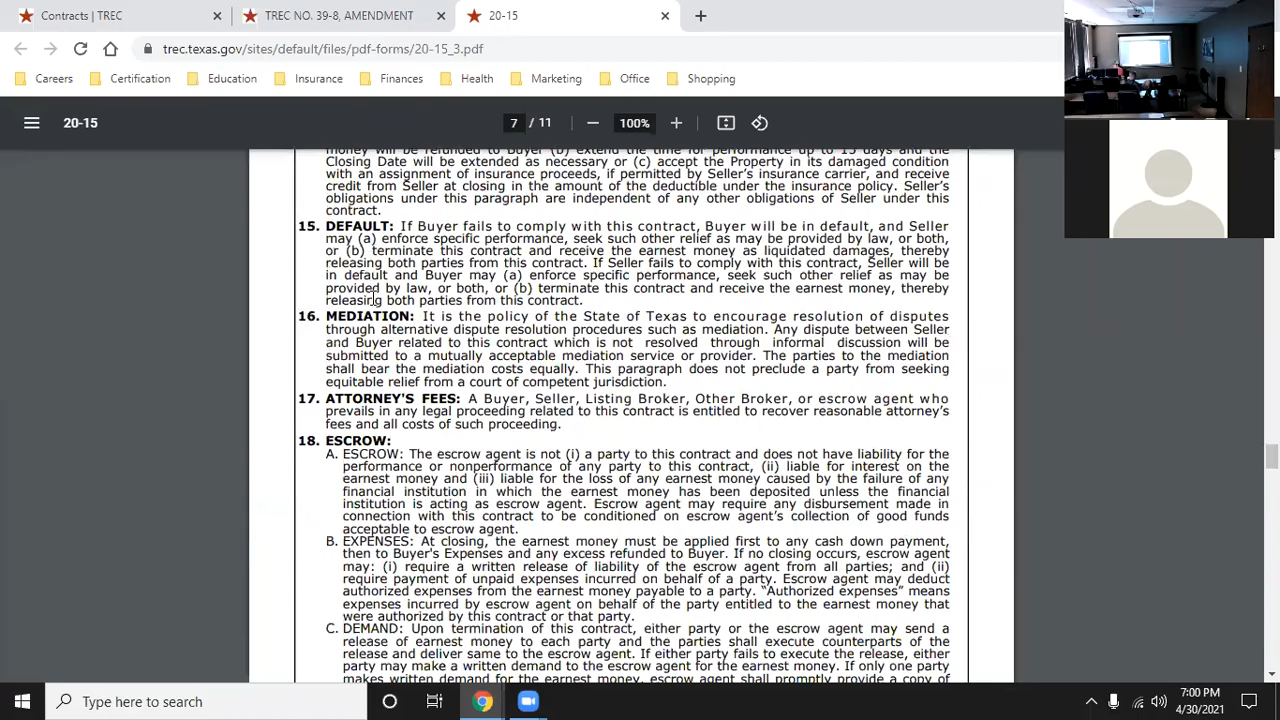 Contracts | TREC
TREC NO. 39-8, AMENDMENT
20-15
trec.texas.gov/sites/default/files/pdf-forms/20-15_3.pdf
Careers Certification Education Insurance Finances Health Marketing Office Shopping
20-15
7 / 11
100%
money will be refunded to Buyer (b) extend the time for performance up to 15 days and the
Closing Date will be extended as necessary or (c) accept the Property in its damaged condition
with an assignment of insurance proceeds, if permitted by Seller's insurance carrier, and receive
credit from Seller at closing in the amount of the deductible under the insurance policy. Seller's
obligations under this paragraph are independent of any other obligations of Seller under this
contract.
15. DEFAULT: If Buyer fails to comply with this contract, Buyer will be in default, and Seller
may (a) enforce specific performance, seek such other relief as may be provided by law, or both,
or (b) terminate this contract and receive the earnest money as liquidated damages, thereby
releasing both parties from this contract. If Seller fails to comply with this contract, Seller will be
in default and Buyer may (a) enforce specific performance, seek such other relief as may be
provided by law, or both, or (b) terminate this contract and receive the earnest money, thereby
releasing both parties from this contract.
16. MEDIATION: It is the policy of the State of Texas to encourage resolution of disputes
through alternative dispute resolution procedures such as mediation. Any dispute between Seller
and Buyer related to this contract which is not resolved through informal discussion will be
submitted to a mutually acceptable mediation service or provider. The parties to the mediation
shall bear the mediation costs equally. This paragraph does not preclude a party from seeking
equitable relief from a court of competent jurisdiction.
17. ATTORNEY'S FEES: A Buyer, Seller, Listing Broker, Other Broker, or escrow agent who
prevails in any legal proceeding related to this contract is entitled to recover reasonable attorney's
fees and all costs of such proceeding.
18. ESCROW:
A. ESCROW: The escrow agent is not (i) a party to this contract and does not have liability for the
performance or nonperformance of any party to this contract, (ii) liable for interest on the
earnest money and (iii) liable for the loss of any earnest money caused by the failure of any
financial institution in which the earnest money has been deposited unless the financial
institution is acting as escrow agent. Escrow agent may require any disbursement made in
connection with this contract to be conditioned on escrow agent's collection of good funds
acceptable to escrow agent.
B. EXPENSES: At closing, the earnest money must be applied first to any cash down payment,
then to Buyer's Expenses and any excess refunded to Buyer. If no closing occurs, escrow agent
may: (i) require a written release of liability of the escrow agent from all parties; and (ii)
require payment of unpaid expenses incurred on behalf of a party. Escrow agent may deduct
authorized expenses from the earnest money payable to a party. "Authorized expenses" means
expenses incurred by escrow agent on behalf of the party entitled to the earnest money that
were authorized by this contract or that party.
C. DEMAND: Upon termination of this contract, either party or the escrow agent may send a
release of earnest money to each party and the parties shall execute counterparts of the
release and deliver same to the escrow agent. If either party fails to execute the release, either
party may make a written demand to the escrow agent for the earnest money. If only one party
makes written demand for the earnest money, escrow agent shall promptly provide a copy of
Type here to search
7:00 PM
4/30/2021